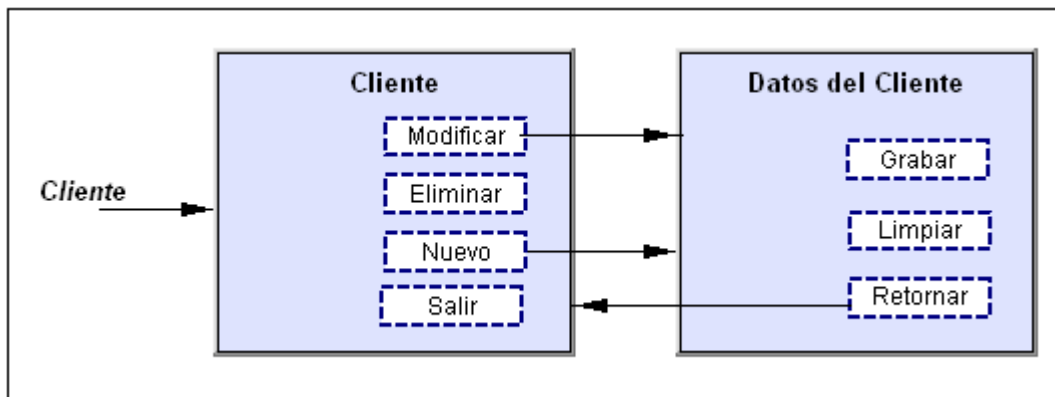 Cliente
Cliente
Modificar
Eliminar
Nuevo
Salir
Datos del Cliente
Grabar
Limpiar
Retornar